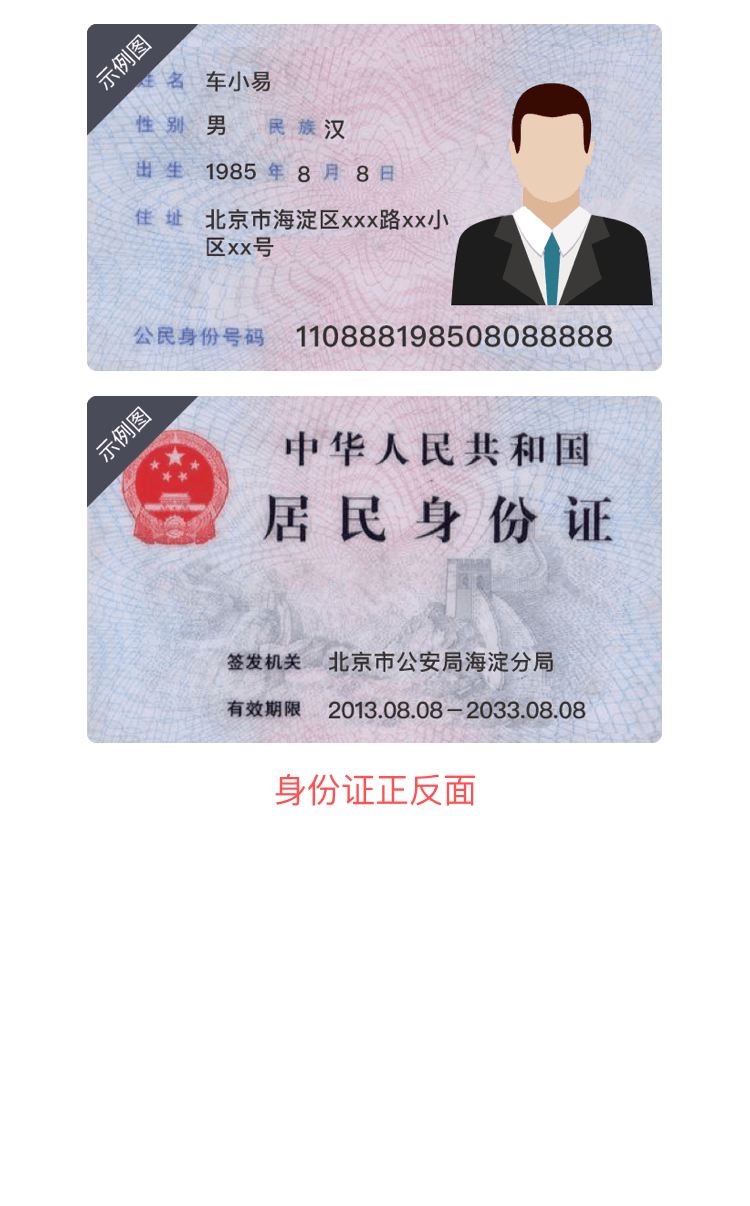 示例图
姓名 车小易
性别 男 民族 汉
出生 1985 年 8 月 8 日
住址 北京市海淀区xxx路xx小
区xx号
公民身份号码 110888198508088888
示例图
中华人民共和国
居民身份证
签发机关 北京市公安局海淀分局
有效期限 2013.08.08－2033.08.08
身份证正反面